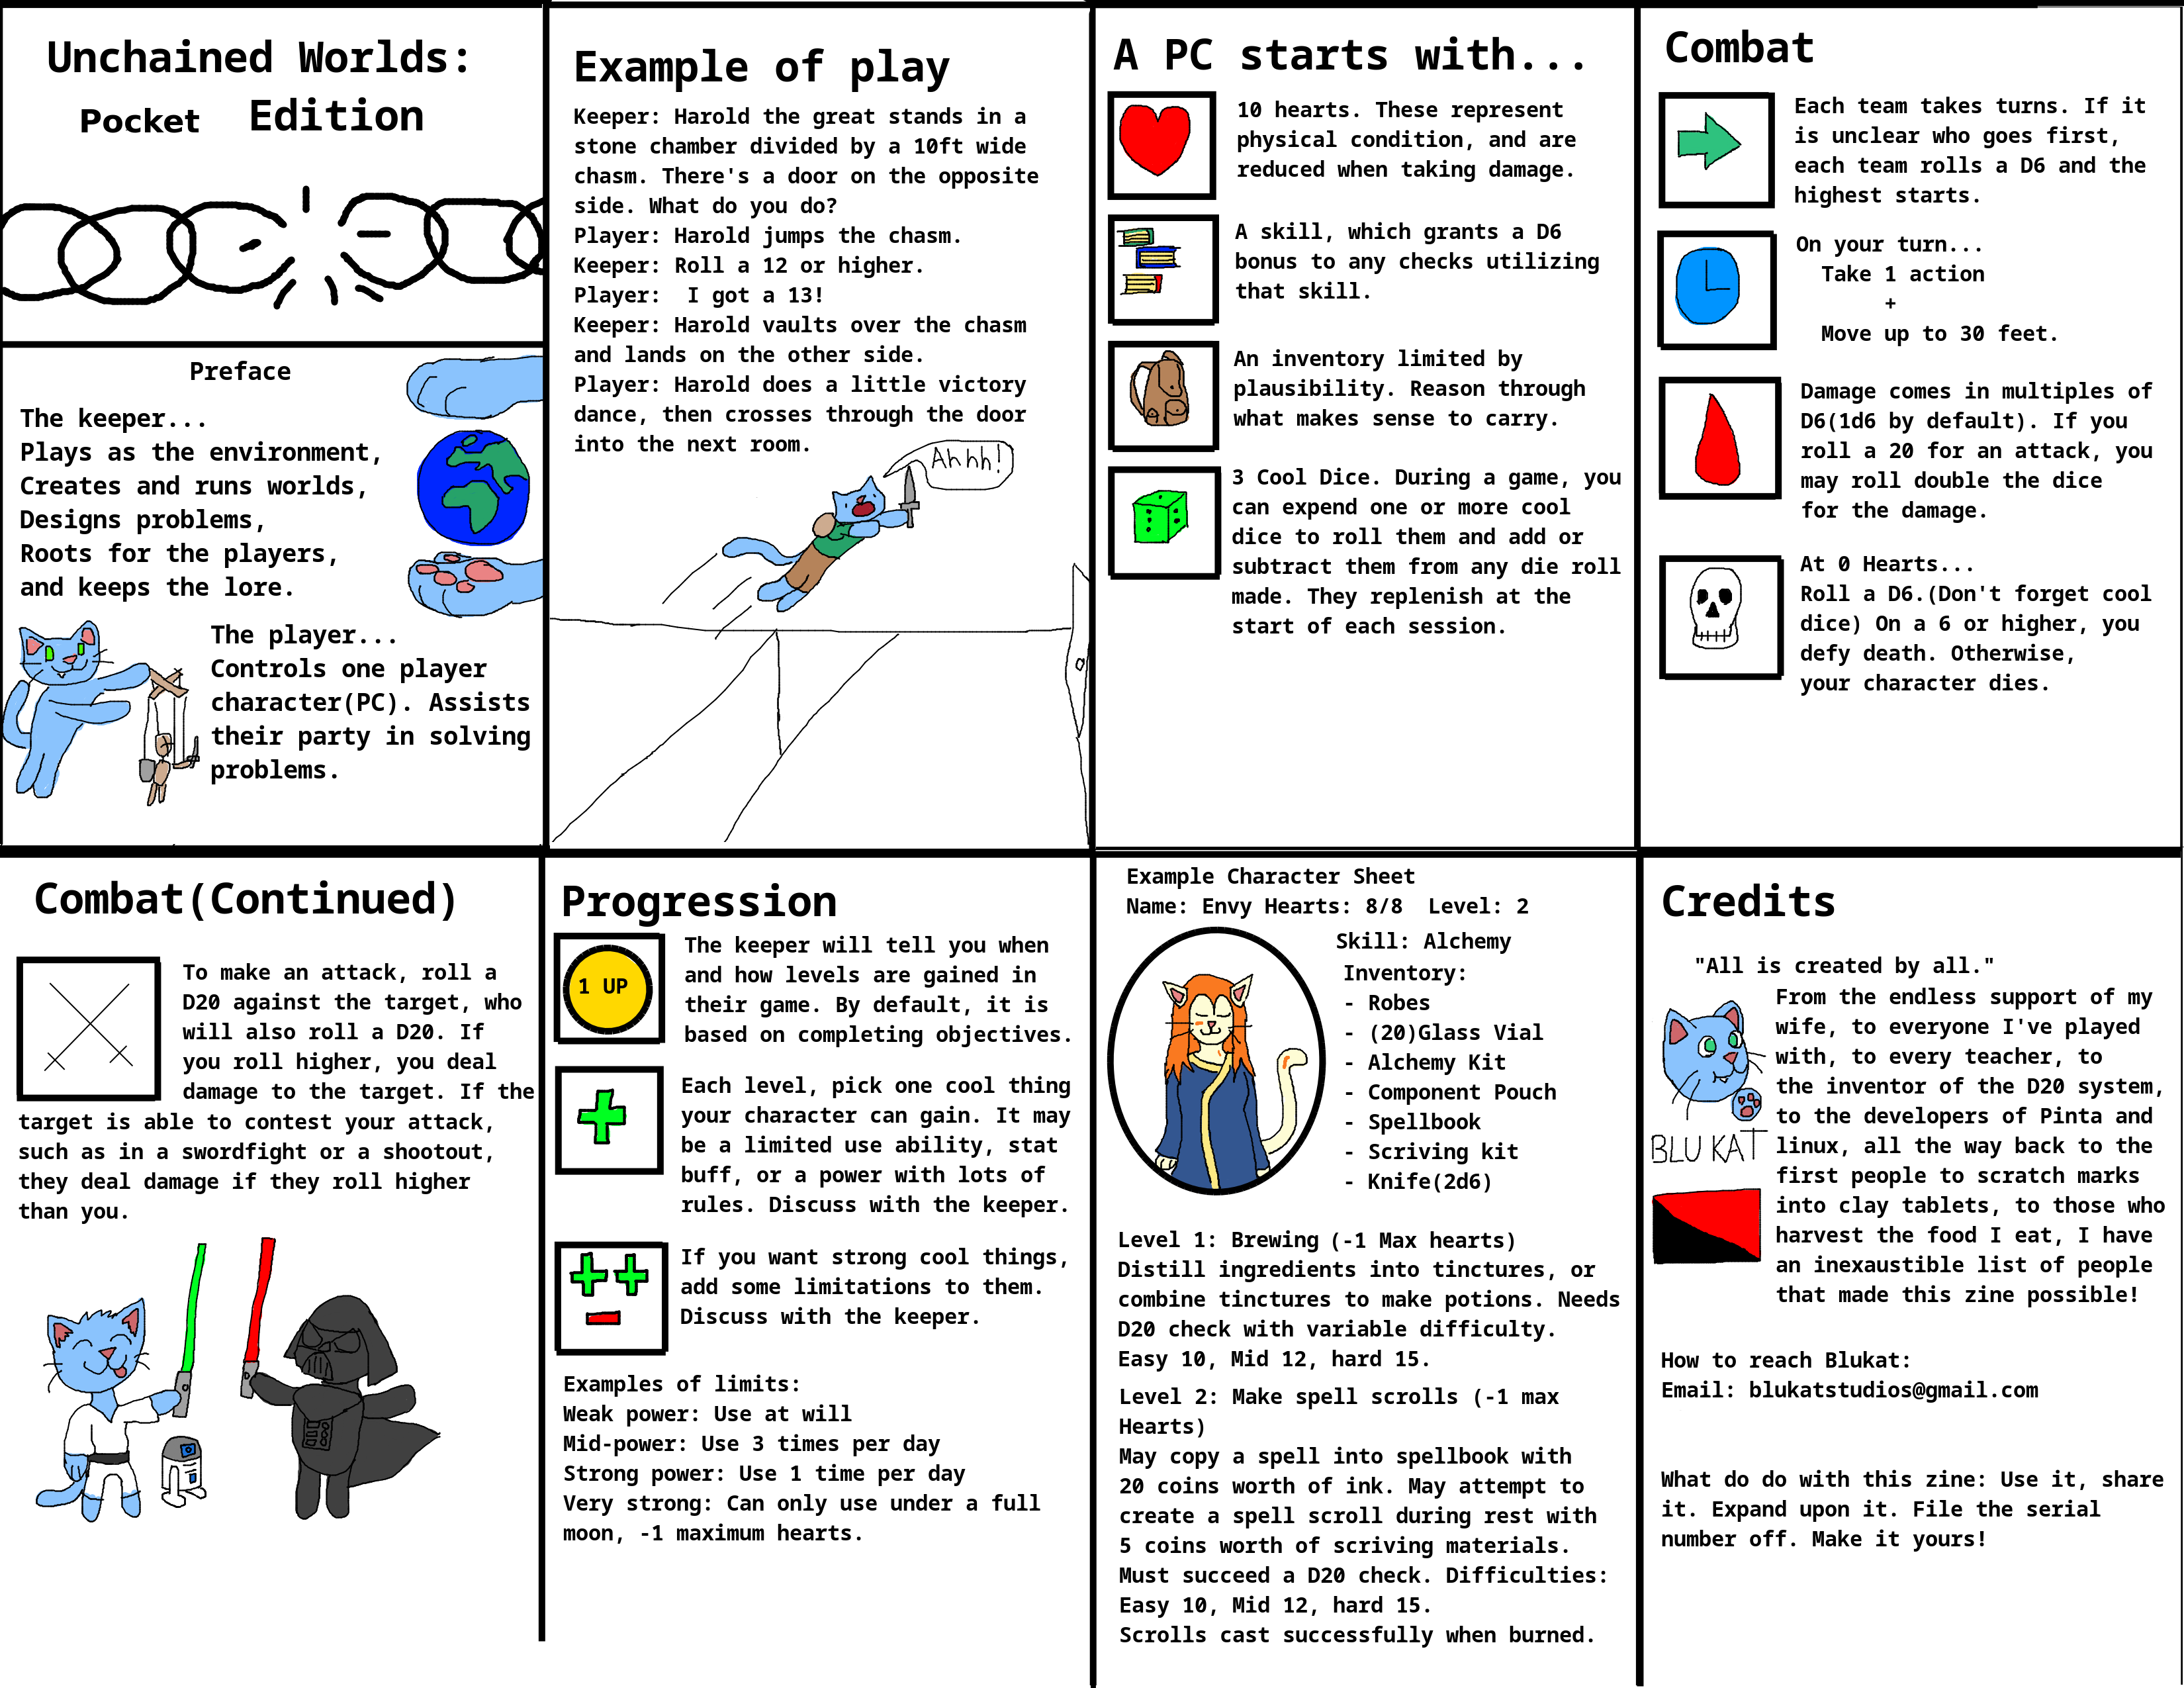 Unchained Worlds:
Pocket Edition
Preface
The keeper...
Plays as the environment,
Creates and runs worlds,
Designs problems,
Roots for the players,
and keeps the lore.
The player...
Controls one player
character(PC). Assists
their party in solving
problems.
Example of play
Keeper: Harold the great stands in a
stone chamber divided by a 10ft wide
chasm. There's a door on the opposite
side. What do you do?
Player: Harold jumps the chasm.
Keeper: Roll a 12 or higher.
Player:  I got a 13!
Keeper: Harold vaults over the chasm
and lands on the other side.
Player: Harold does a little victory
dance, then crosses through the door
into the next room.
Ahhh!
A PC starts with...
10 hearts. These represent
physical condition, and are
reduced when taking damage.
A skill, which grants a D6
bonus to any checks utilizing
that skill.
An inventory limited by
plausibility. Reason through
what makes sense to carry.
3 Cool Dice. During a game, you
can expend one or more cool
dice to roll them and add or
subtract them from any die roll
made. They replenish at the
start of each session.
Combat
Each team takes turns. If it
is unclear who goes first,
each team rolls a D6 and the
highest starts.
On your turn...
Take 1 action
+
Move up to 30 feet.
Damage comes in multiples of
D6(1d6 by default). If you
roll a 20 for an attack, you
may roll double the dice
for the damage.
At 0 Hearts...
Roll a D6.(Don't forget cool
dice) On a 6 or higher, you
defy death. Otherwise,
your character dies.
Combat(Continued)
To make an attack, roll a
D20 against the target, who
will also roll a D20. If
you roll higher, you deal
damage to the target. If the
target is able to contest your attack,
such as in a swordfight or a shootout,
they deal damage if they roll higher
than you.
Progression
1 UP
The keeper will tell you when
and how levels are gained in
their game. By default, it is
based on completing objectives.
Each level, pick one cool thing
your character can gain. It may
be a limited use ability, stat
buff, or a power with lots of
rules. Discuss with the keeper.
If you want strong cool things,
add some limitations to them.
Discuss with the keeper.
Examples of limits:
Weak power: Use at will
Mid-power: Use 3 times per day
Strong power: Use 1 time per day
Very strong: Can only use under a full
moon, -1 maximum hearts.
Example Character Sheet
Name: Envy Hearts: 8/8  Level: 2
Skill: Alchemy
Inventory:
- Robes
- (20)Glass Vial
- Alchemy Kit
- Component Pouch
- Spellbook
- Scriving kit
- Knife(2d6)
Level 1: Brewing (-1 Max hearts)
Distill ingredients into tinctures, or
combine tinctures to make potions. Needs
D20 check with variable difficulty.
Easy 10, Mid 12, hard 15.
Level 2: Make spell scrolls (-1 max
Hearts)
May copy a spell into spellbook with
20 coins worth of ink. May attempt to
create a spell scroll during rest with
5 coins worth of scriving materials.
Must succeed a D20 check. Difficulties:
Easy 10, Mid 12, hard 15.
Scrolls cast successfully when burned.
Credits
"All is created by all."
From the endless support of my
wife, to everyone I've played
with, to every teacher, to
the inventor of the D20 system,
to the developers of Pinta and
linux, all the way back to the
first people to scratch marks
into clay tablets, to those who
harvest the food I eat, I have
an inexaustible list of people
that made this zine possible!
BLU KAT
How to reach Blukat:
Email: blukatstudios@gmail.com
What do do with this zine: Use it, share
it. Expand upon it. File the serial
number off. Make it yours!